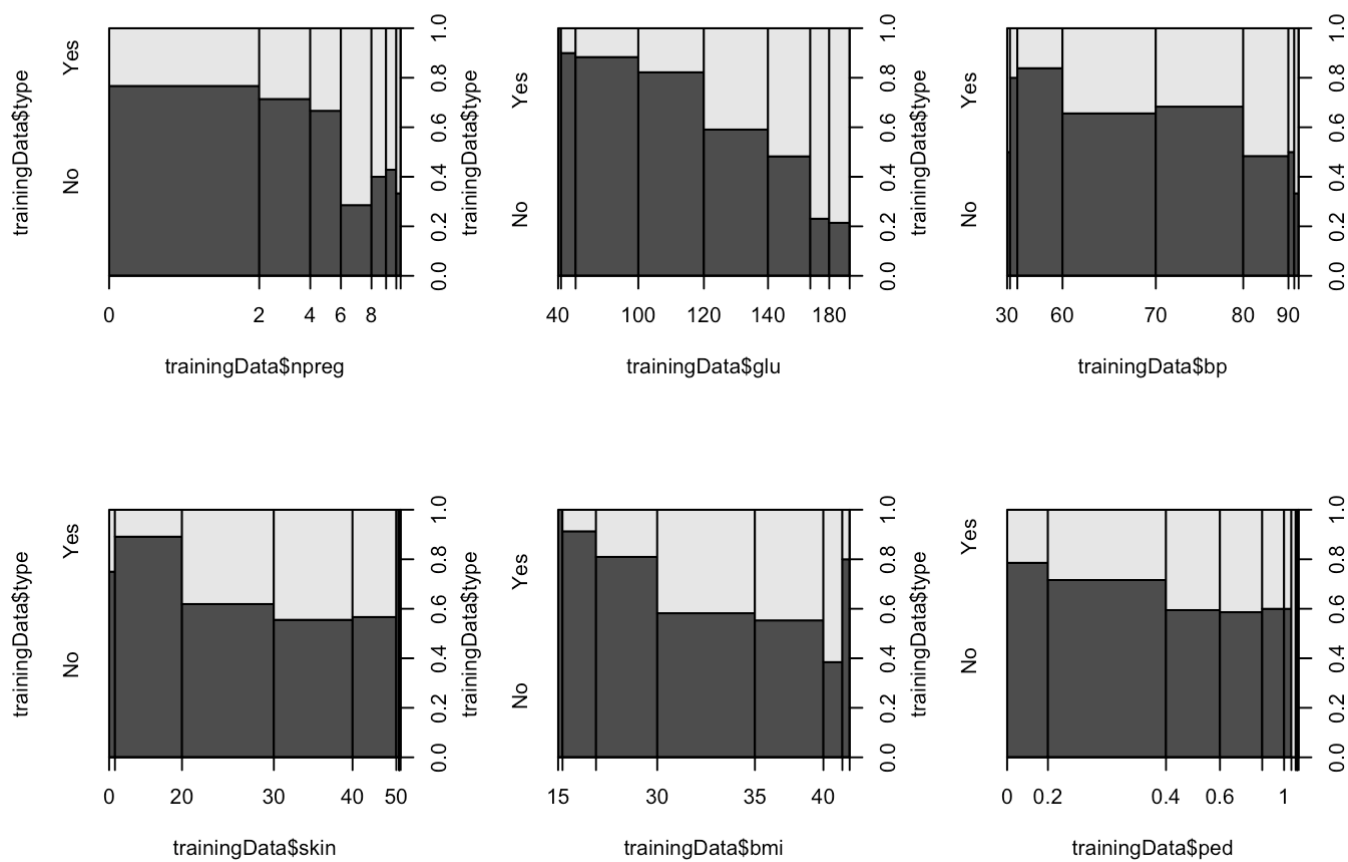 trainingData$type
Yes
No
1.0
0.8
0.6
0.4
0.2
0.0
0 2 4 6 8
trainingData$npreg
trainingData$type
Yes
No
1.0
0.8
0.6
0.4
0.2
0.0
40 100 120 140 180
trainingData$glu
trainingData$type
Yes
No
1.0
0.8
0.6
0.4
0.2
0.0
30 60 70 80 90
trainingData$bp
trainingData$type
Yes
No
1.0
0.8
0.6
0.4
0.2
0.0
0 20 30 40 50
trainingData$skin
trainingData$type
Yes
No
1.0
0.8
0.6
0.4
0.2
0.0
15 30 35 40
trainingData$bmi
trainingData$type
Yes
No
1.0
0.8
0.6
0.4
0.2
0.0
0 0.2 0.4 0.6 1
trainingData$ped